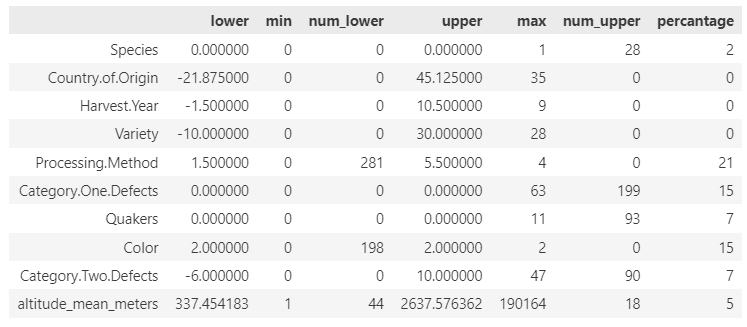 lower min num_lower upper max num_upper percantage
Species 0.000000 0 0 0.000000 1 28 2
Country.of.Origin -21.875000 0 0 45.125000 35 0 0
Harvest.Year -1.500000 0 0 10.500000 9 0 0
Variety -10.000000 0 0 30.000000 28 0 0
Processing.Method 1.500000 0 281 5.500000 4 0 21
Category.One.Defects 0.000000 0 0 0.000000 63 199 15
Quakers 0.000000 0 0 0.000000 11 93 7
Color 2.000000 0 198 2.000000 2 0 15
Category.Two.Defects -6.000000 0 0 10.000000 47 90 7
altitude_mean_meters 337.454183 1 44 2637.576362 190164 18 5